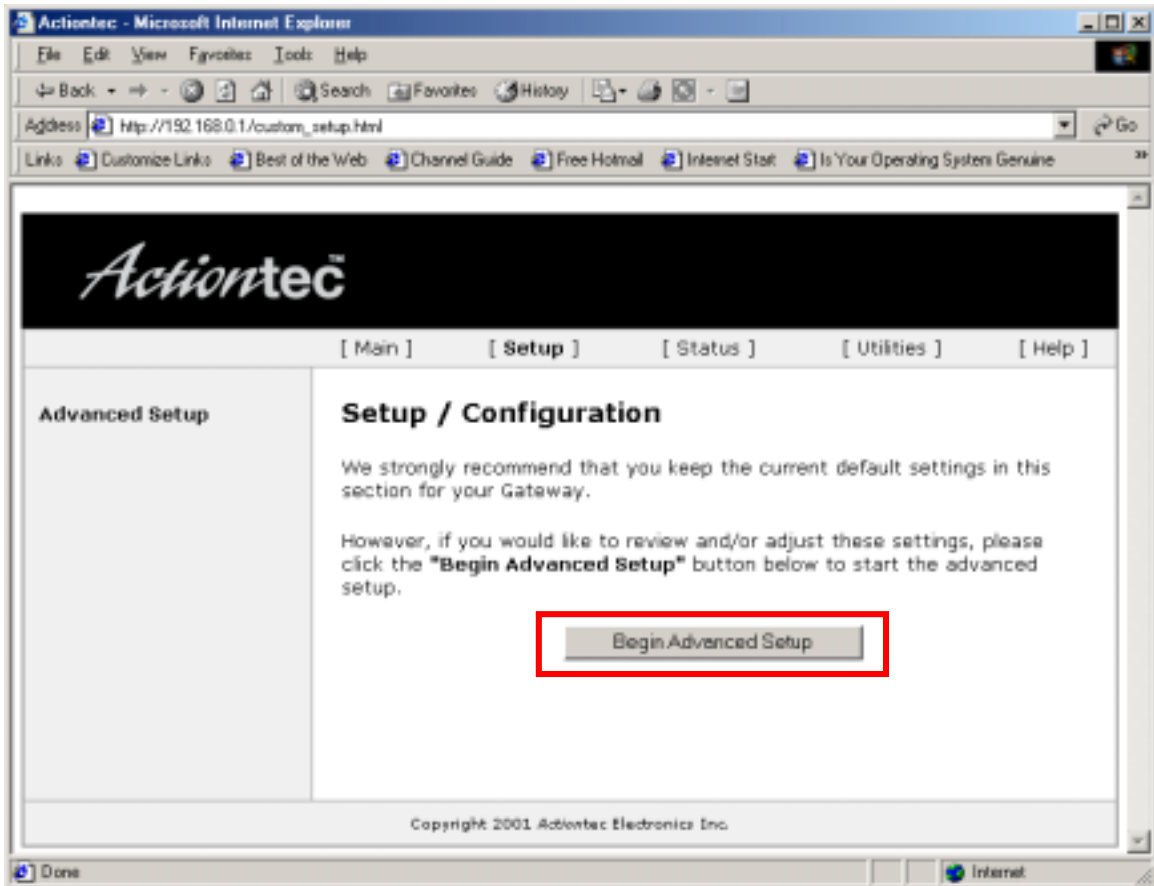 Actiontec - Microsoft Internet Explorer
File Edit View Favorites Tools Help
Back Search Favorites History
Address http://192.168.0.1/custom_setup.html Go
Links Customize Links Best of the Web Channel Guide Free Hotmail Internet Start Is Your Operating System Genuine
Actiontec™
[ Main ] [ Setup ] [ Status ] [ Utilities ] [ Help ]
Advanced Setup
Setup / Configuration
We strongly recommend that you keep the current default settings in this
section for your Gateway.
However, if you would like to review and/or adjust these settings, please
click the "Begin Advanced Setup" button below to start the advanced
setup.
Begin Advanced Setup
Copyright 2001 Actiontec Electronics Inc.
Done Internet